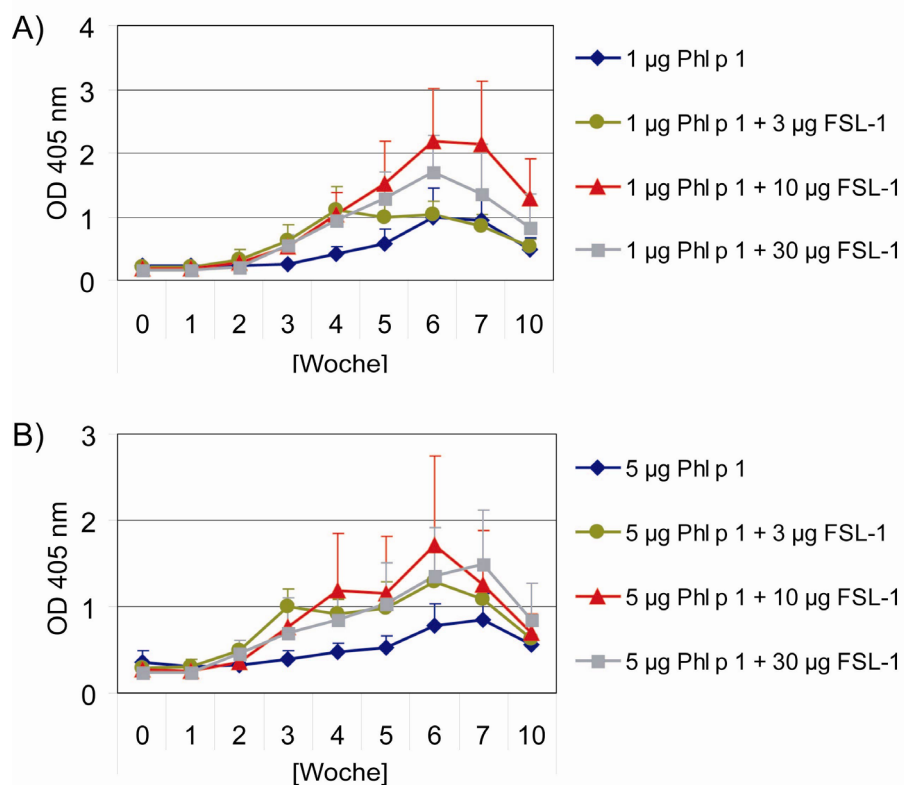 A)
OD 405 nm
4
3
2
1
0
0 1 2 3 4 5 6 7 10
[Woche]
1 µg Phl p 1
1 µg Phl p 1 + 3 µg FSL-1
1 µg Phl p 1 + 10 µg FSL-1
1 µg Phl p 1 + 30 µg FSL-1
B)
OD 405 nm
3
2
1
0
0 1 2 3 4 5 6 7 10
[Woche]
5 µg Phl p 1
5 µg Phl p 1 + 3 µg FSL-1
5 µg Phl p 1 + 10 µg FSL-1
5 µg Phl p 1 + 30 µg FSL-1